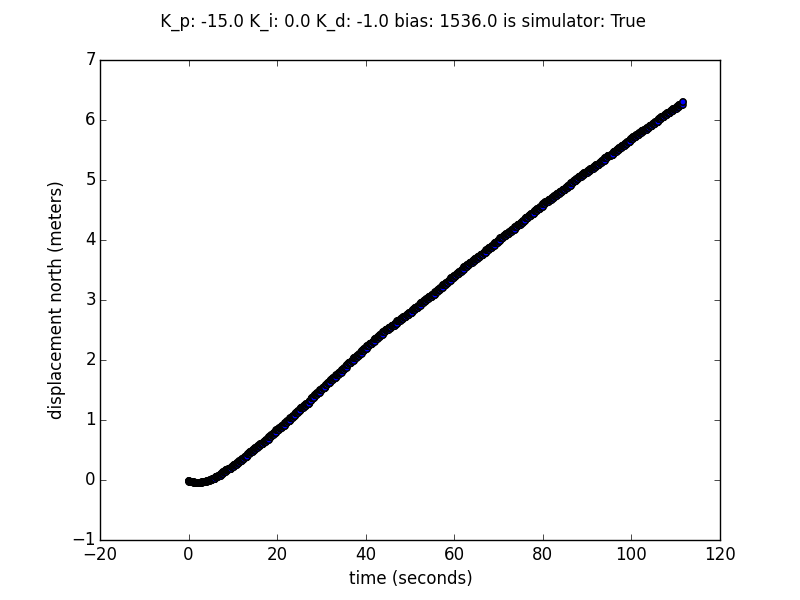 K_p: -15.0 K_i: 0.0 K_d: -1.0 bias: 1536.0 is simulator: True
7
6
5
4
3
2
1
0
−1
displacement north (meters)
−20 0 20 40 60 80 100 120
time (seconds)